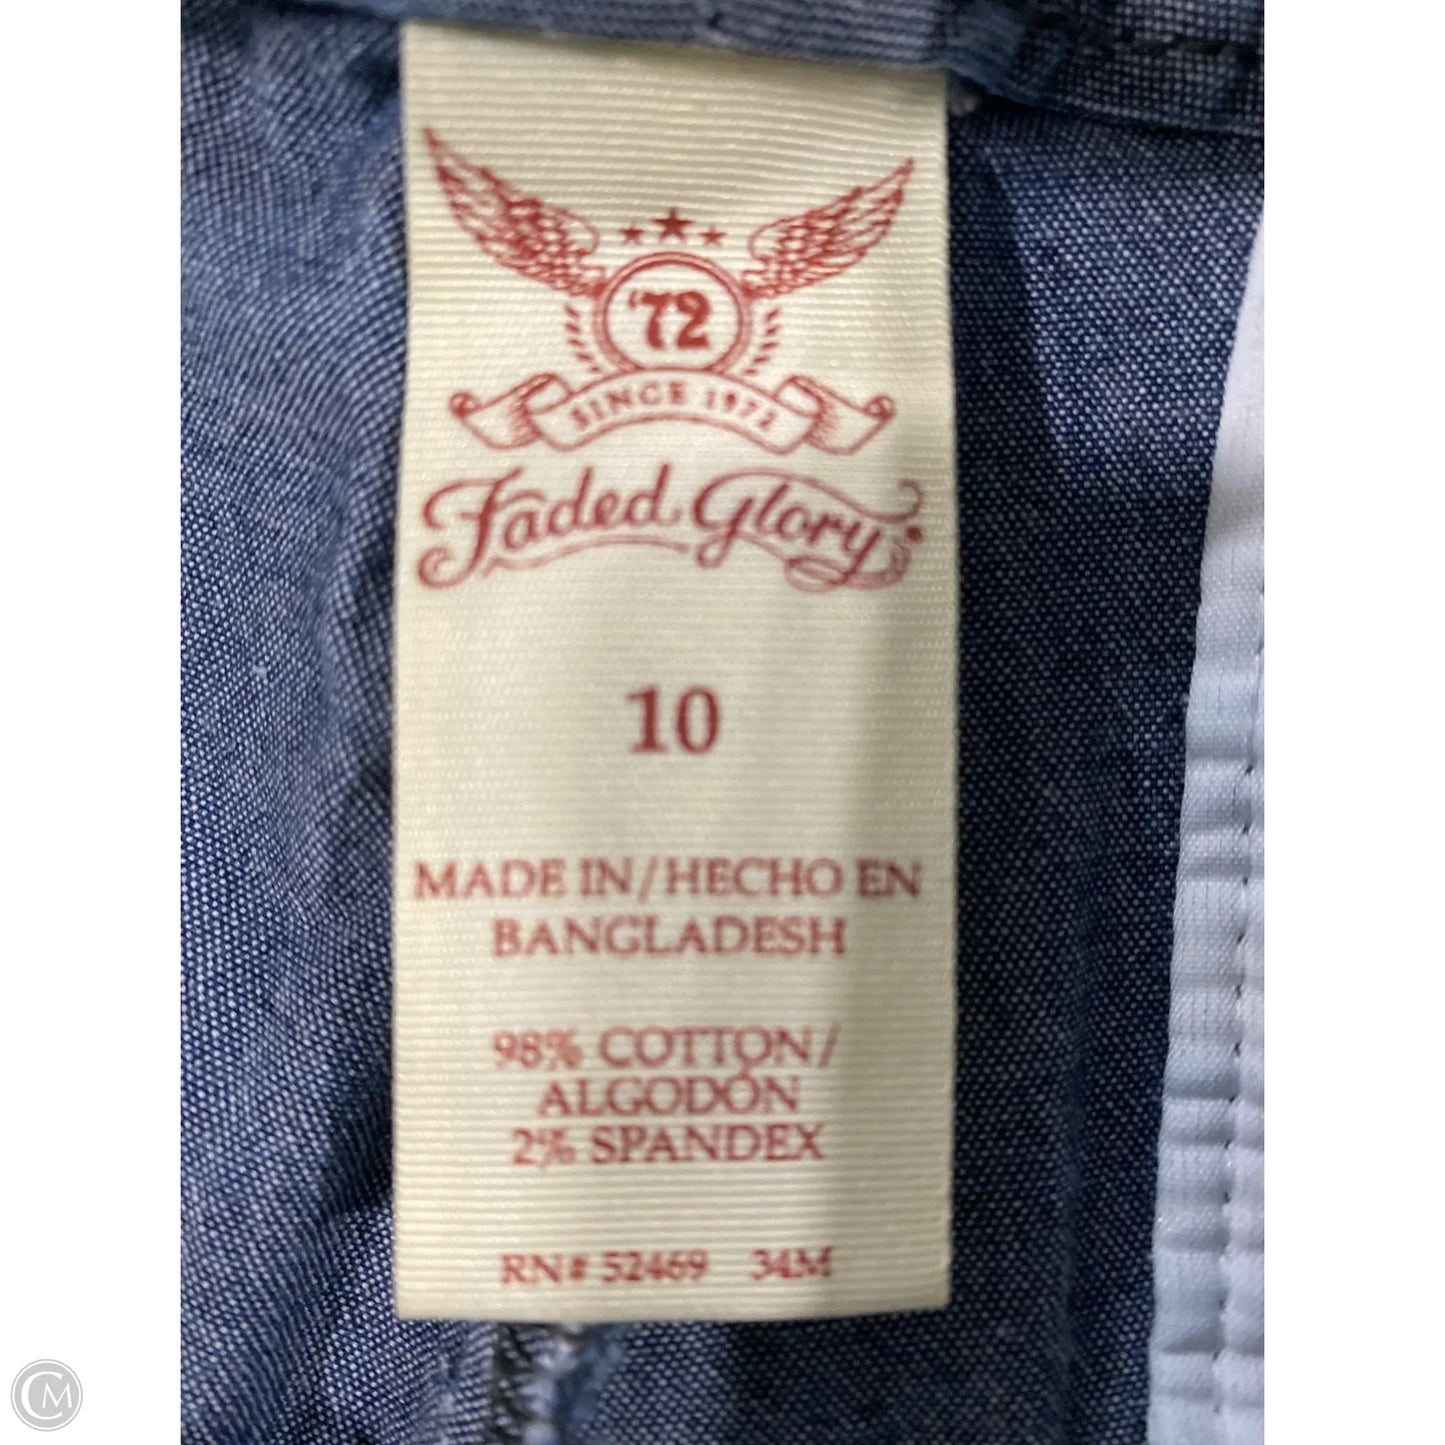 '72
SINCE 1972
Faded Glory
10
MADE IN/HECHO EN
BANGLADESH
98% COTTON/
ALGODÓN
2% SPANDEX
RN# 52469 34M
CM